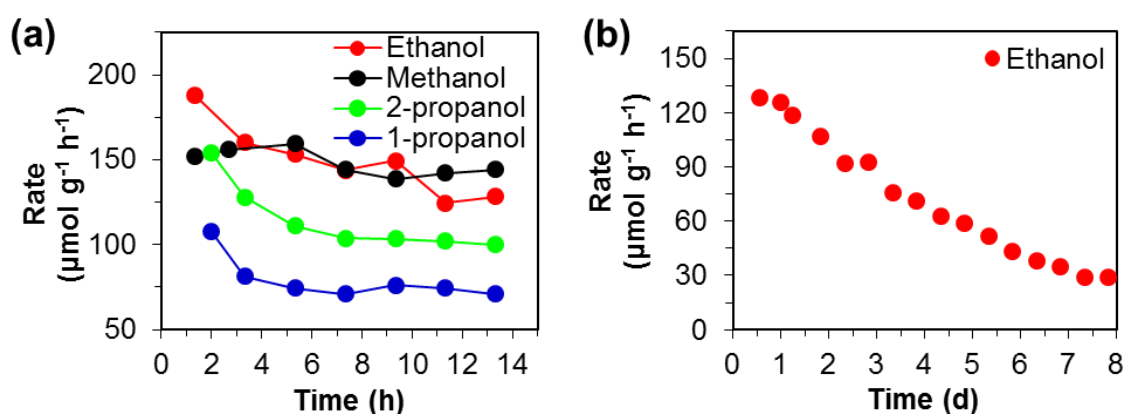 (a)
Ethanol
Methanol
2-propanol
1-propanol
200
150
100
50
Rate
(μmol g⁻¹ h⁻¹)
0 2 4 6 8 10 12 14
Time (h)
(b)
Ethanol
150
120
90
60
30
0
Rate
(μmol g⁻¹ h⁻¹)
0 1 2 3 4 5 6 7 8
Time (d)